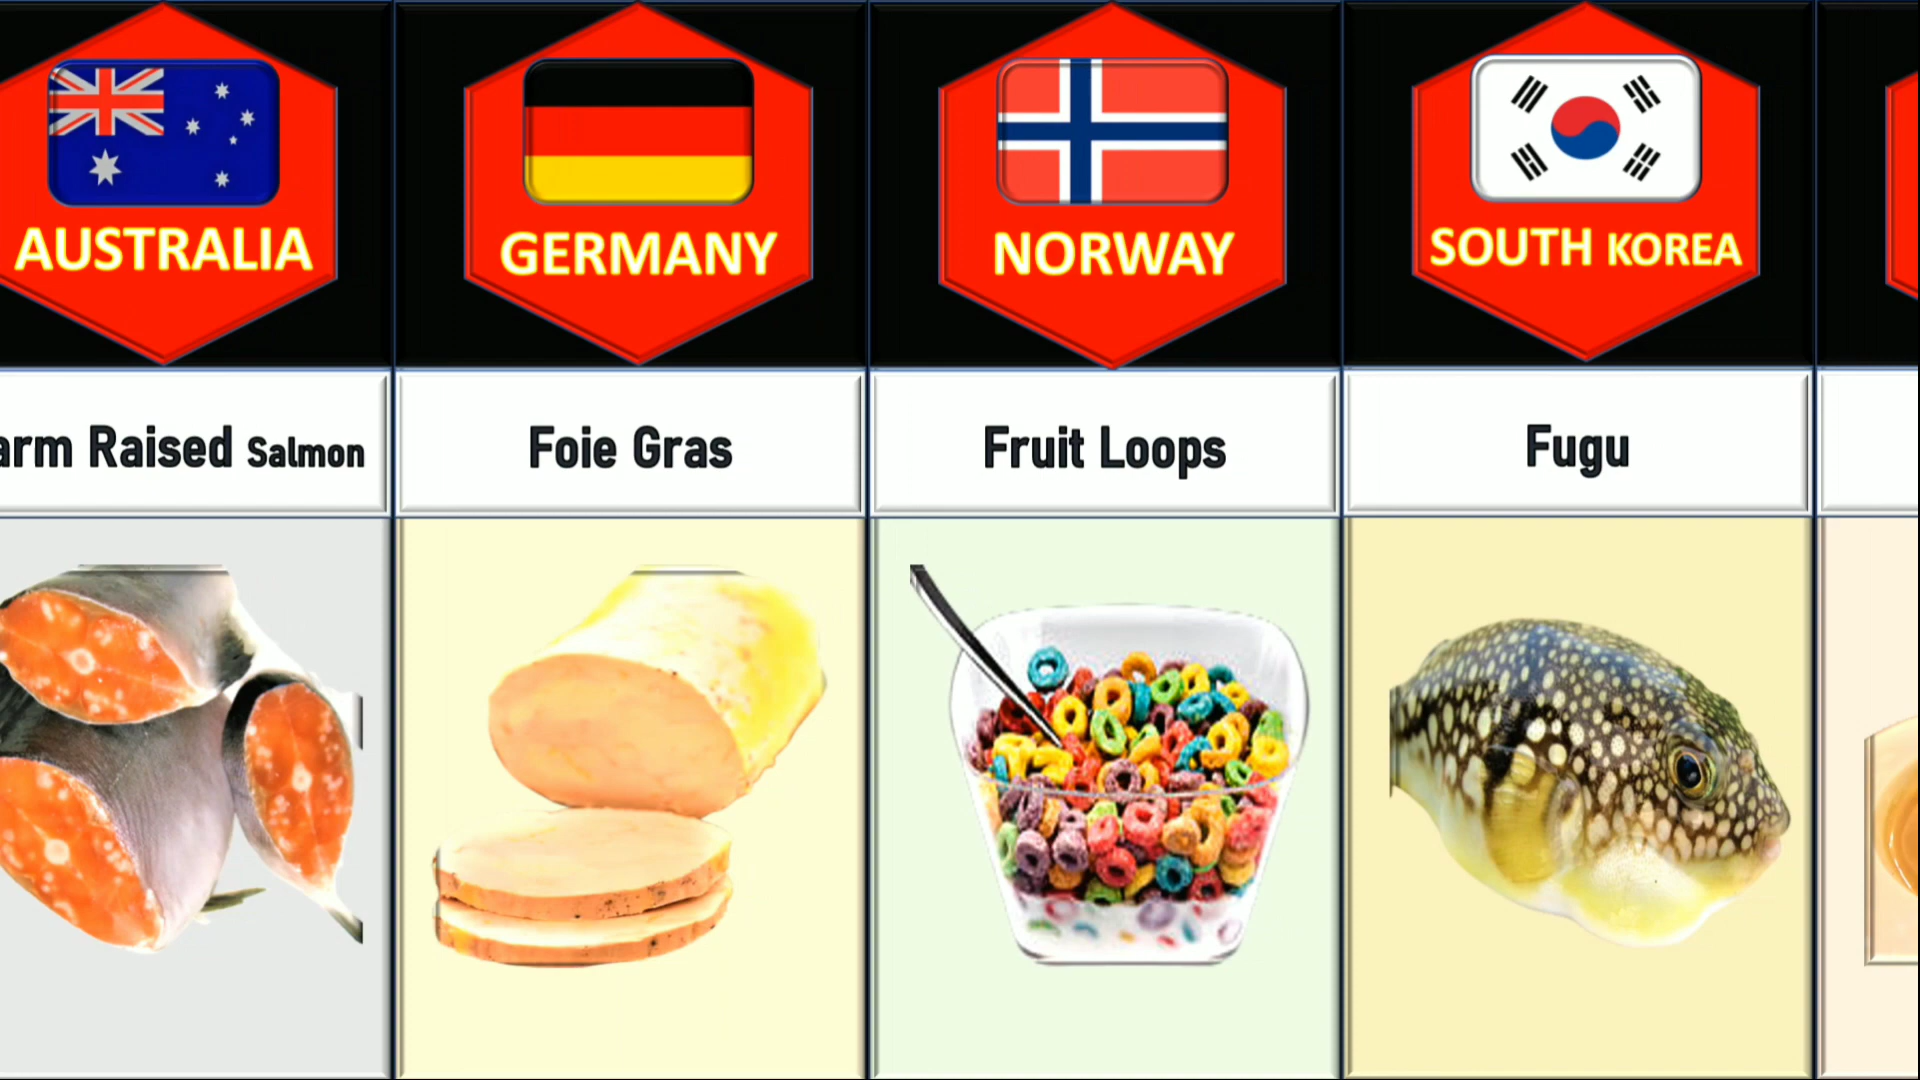 AUSTRALIA
GERMANY
NORWAY
SOUTH KOREA
arm Raised Salmon
Foie Gras
Fruit Loops
Fugu